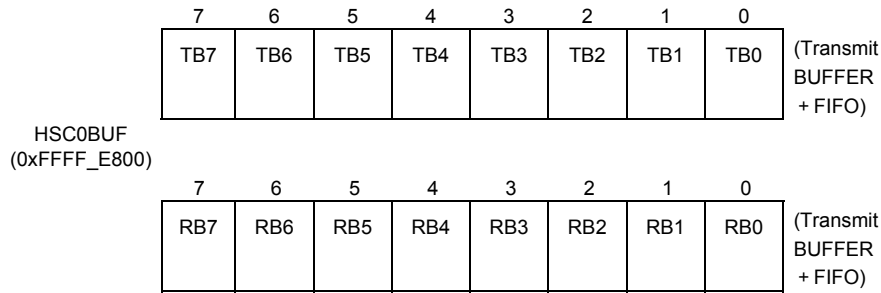 7 6 5 4 3 2 1 0
TB7 TB6 TB5 TB4 TB3 TB2 TB1 TB0
(Transmit
BUFFER
+ FIFO)
HSC0BUF
(0xFFFF_E800)
7 6 5 4 3 2 1 0
RB7 RB6 RB5 RB4 RB3 RB2 RB1 RB0
(Transmit
BUFFER
+ FIFO)